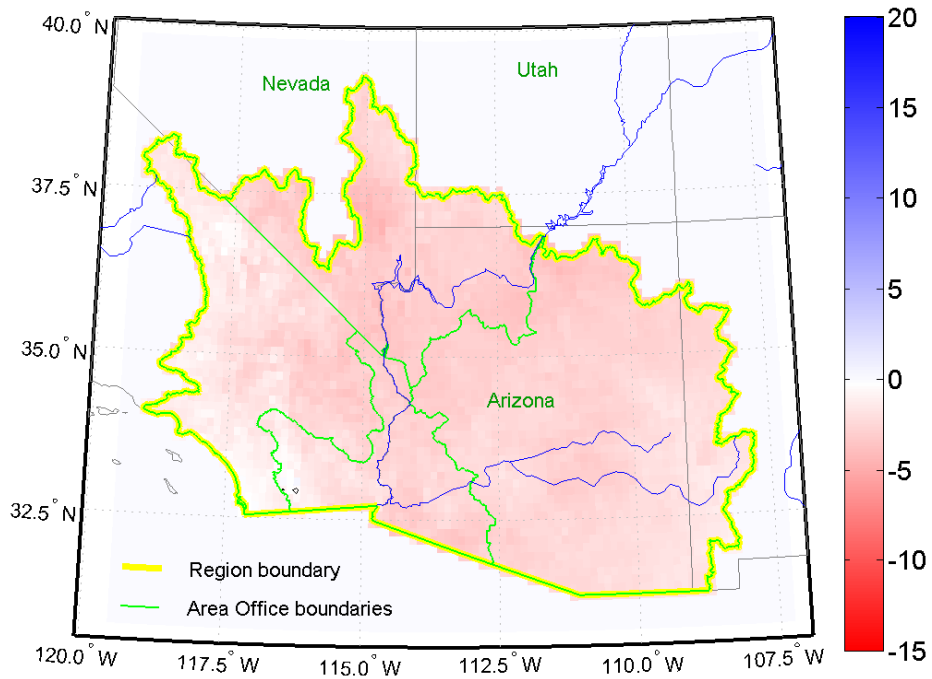 40.0° N
37.5° N
35.0° N
32.5° N
120.0° W
117.5° W
115.0° W
112.5° W
110.0° W
107.5° W
Nevada
Utah
Arizona
Region boundary
Area Office boundaries
20
15
10
5
0
-5
-10
-15